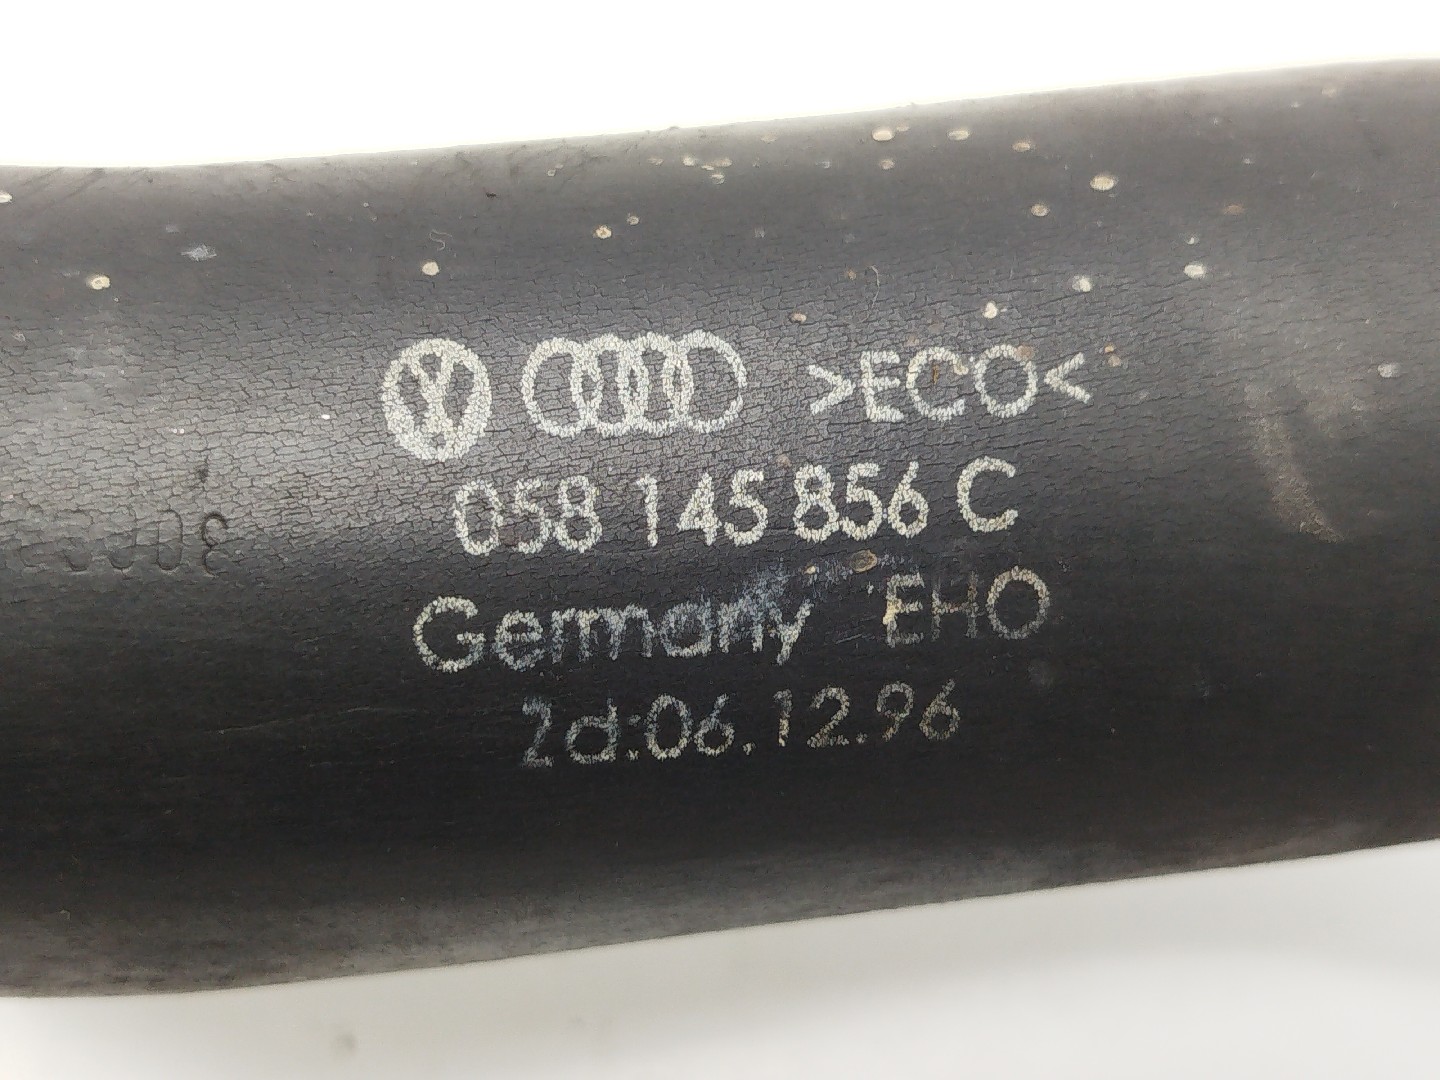 >ECO<
058 145 856 C
Germany EHO
2d:06.12.96